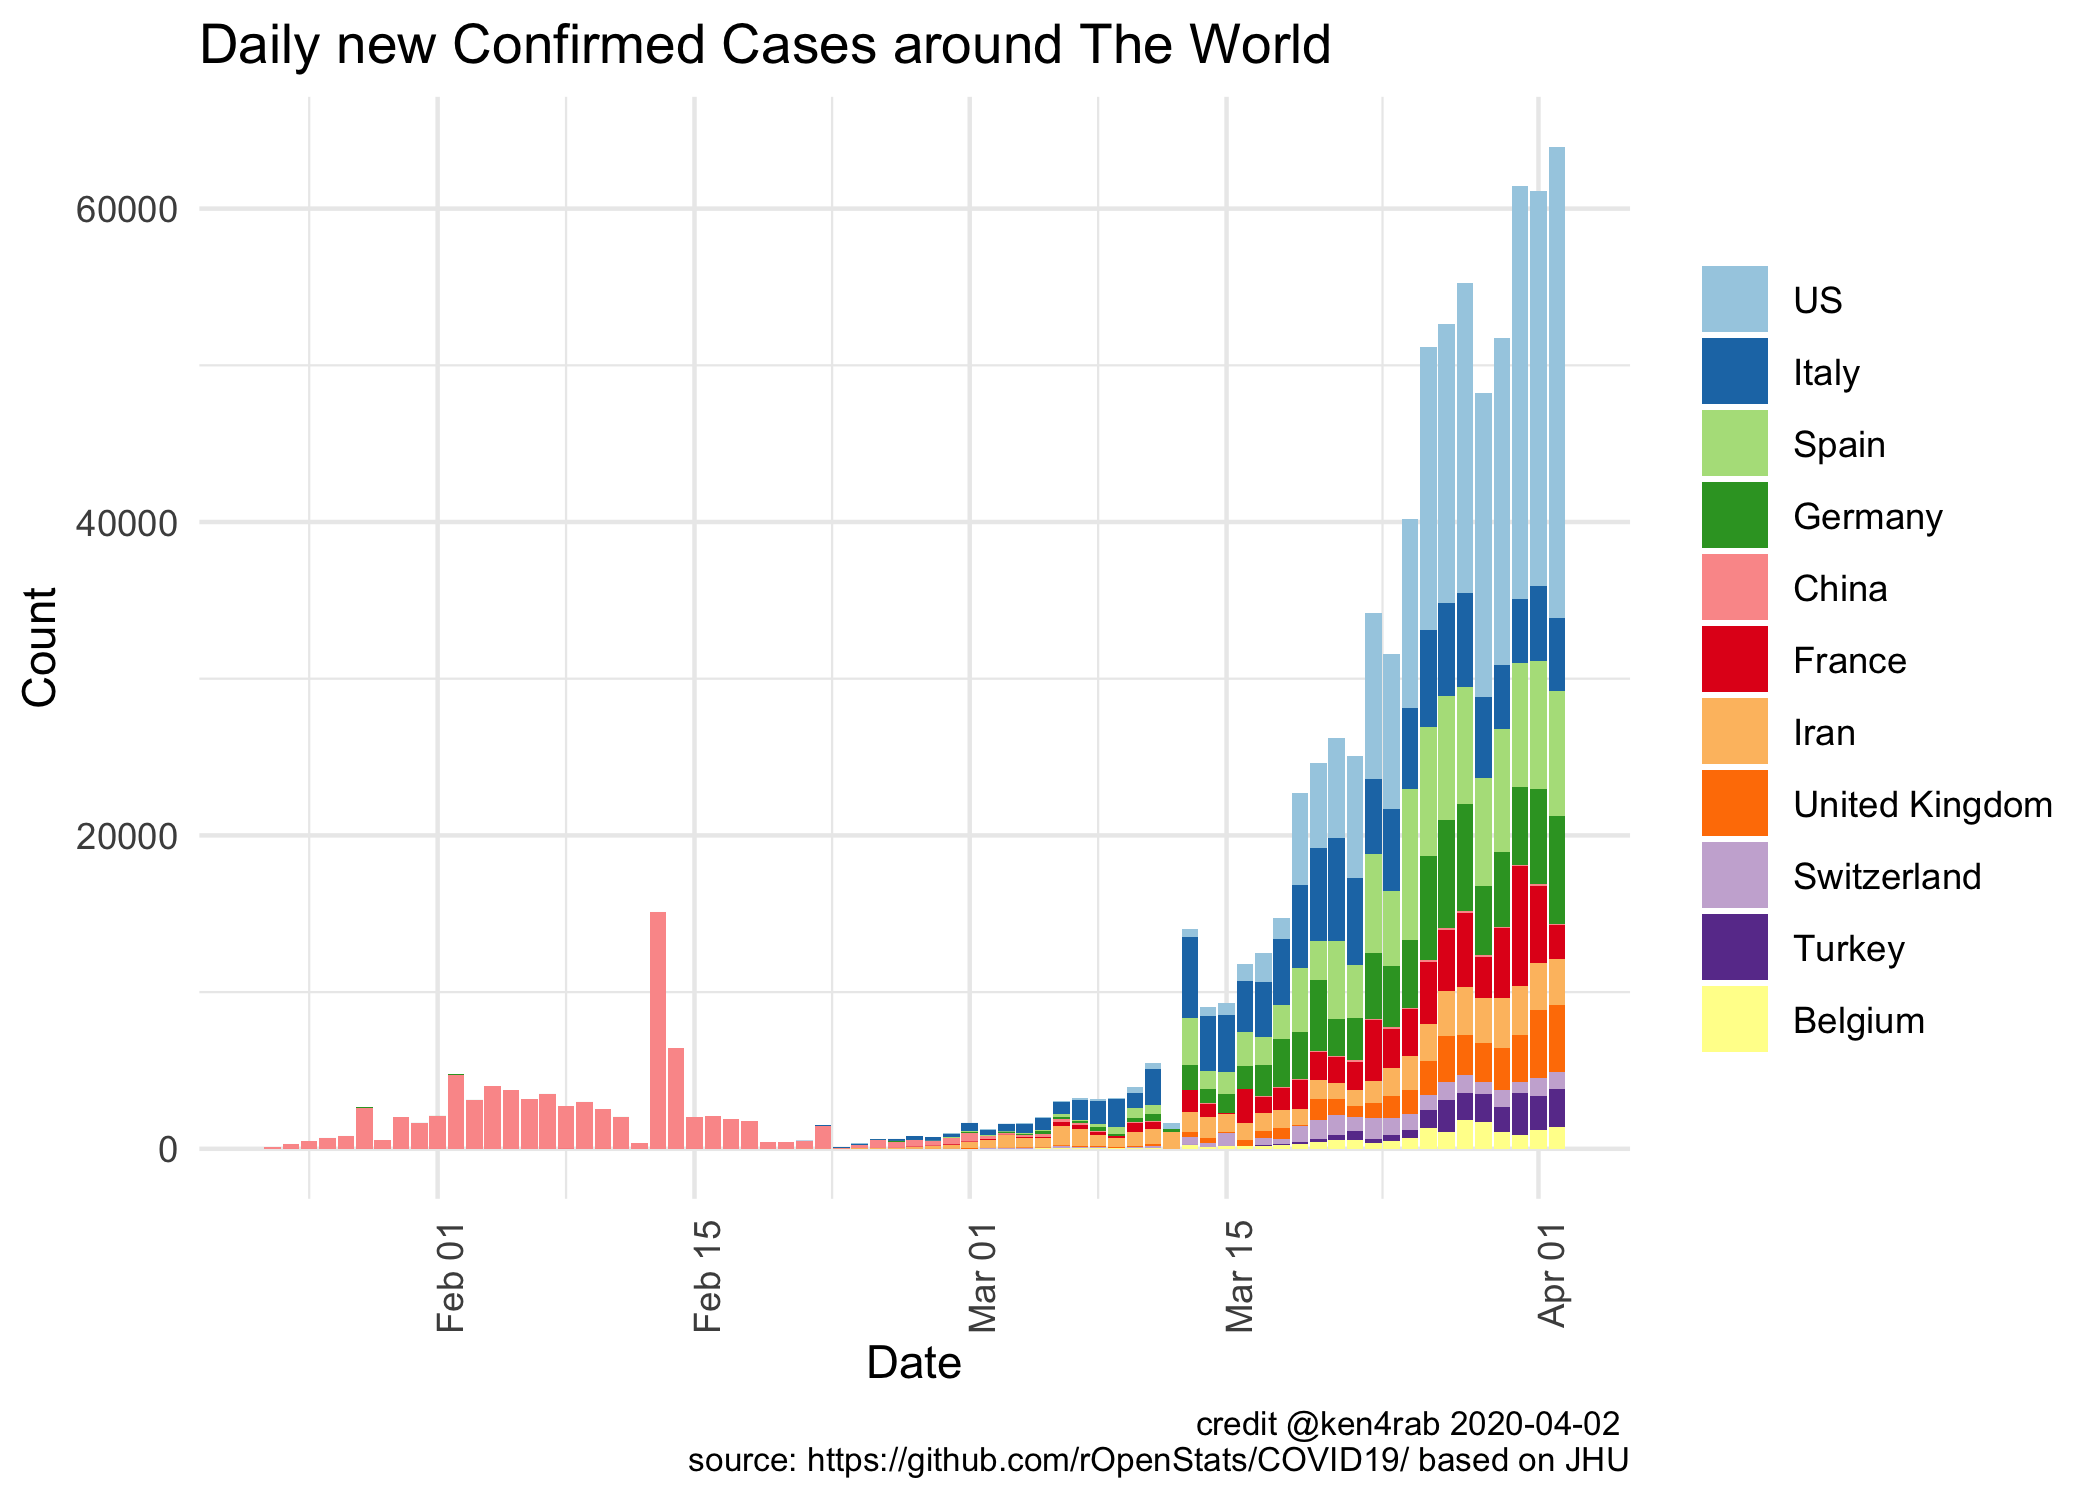 Daily new Confirmed Cases around The World
Count
60000
40000
20000
0
Feb 01
Feb 15
Mar 01
Mar 15
Apr 01
Date
US
Italy
Spain
Germany
China
France
Iran
United Kingdom
Switzerland
Turkey
Belgium
credit @ken4rab 2020-04-02
source: https://github.com/rOpenStats/COVID19/ based on JHU